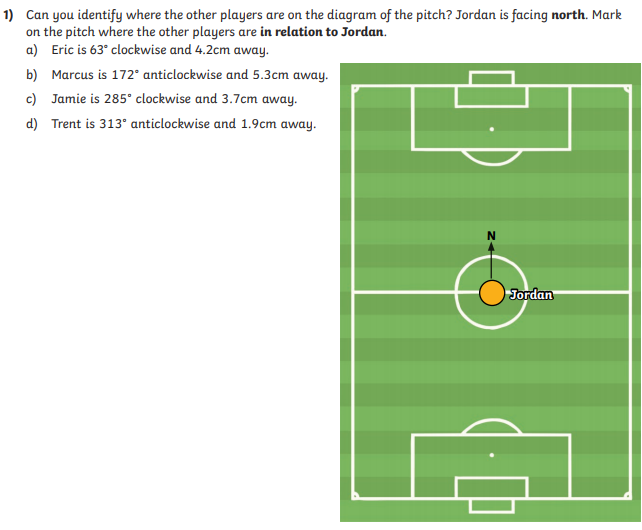 1) Can you identify where the other players are on the diagram of the pitch? Jordan is facing north. Mark
on the pitch where the other players are in relation to Jordan.
a) Eric is 63° clockwise and 4.2cm away.
b) Marcus is 172° anticlockwise and 5.3cm away.
c) Jamie is 285° clockwise and 3.7cm away.
d) Trent is 313° anticlockwise and 1.9cm away.
N
Jordan